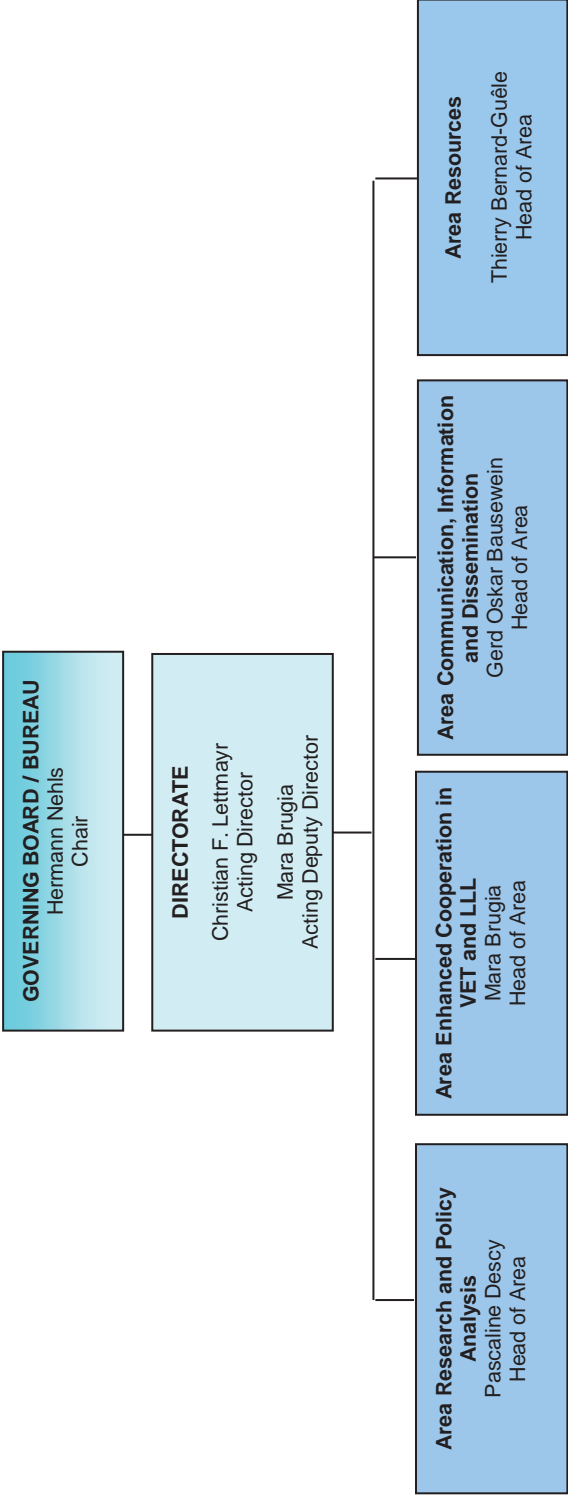 GOVERNING BOARD / BUREAU
Hermann Nehls
Chair
DIRECTORATE
Christian F. Lettmayr
Acting Director
Mara Brugia
Acting Deputy Director
Area Research and Policy
Analysis
Pascaline Descy
Head of Area
Area Enhanced Cooperation in
VET and LLL
Mara Brugia
Head of Area
Area Communication, Information
and Dissemination
Gerd Oskar Bausewein
Head of Area
Area Resources
Thierry Bernard-Guêle
Head of Area